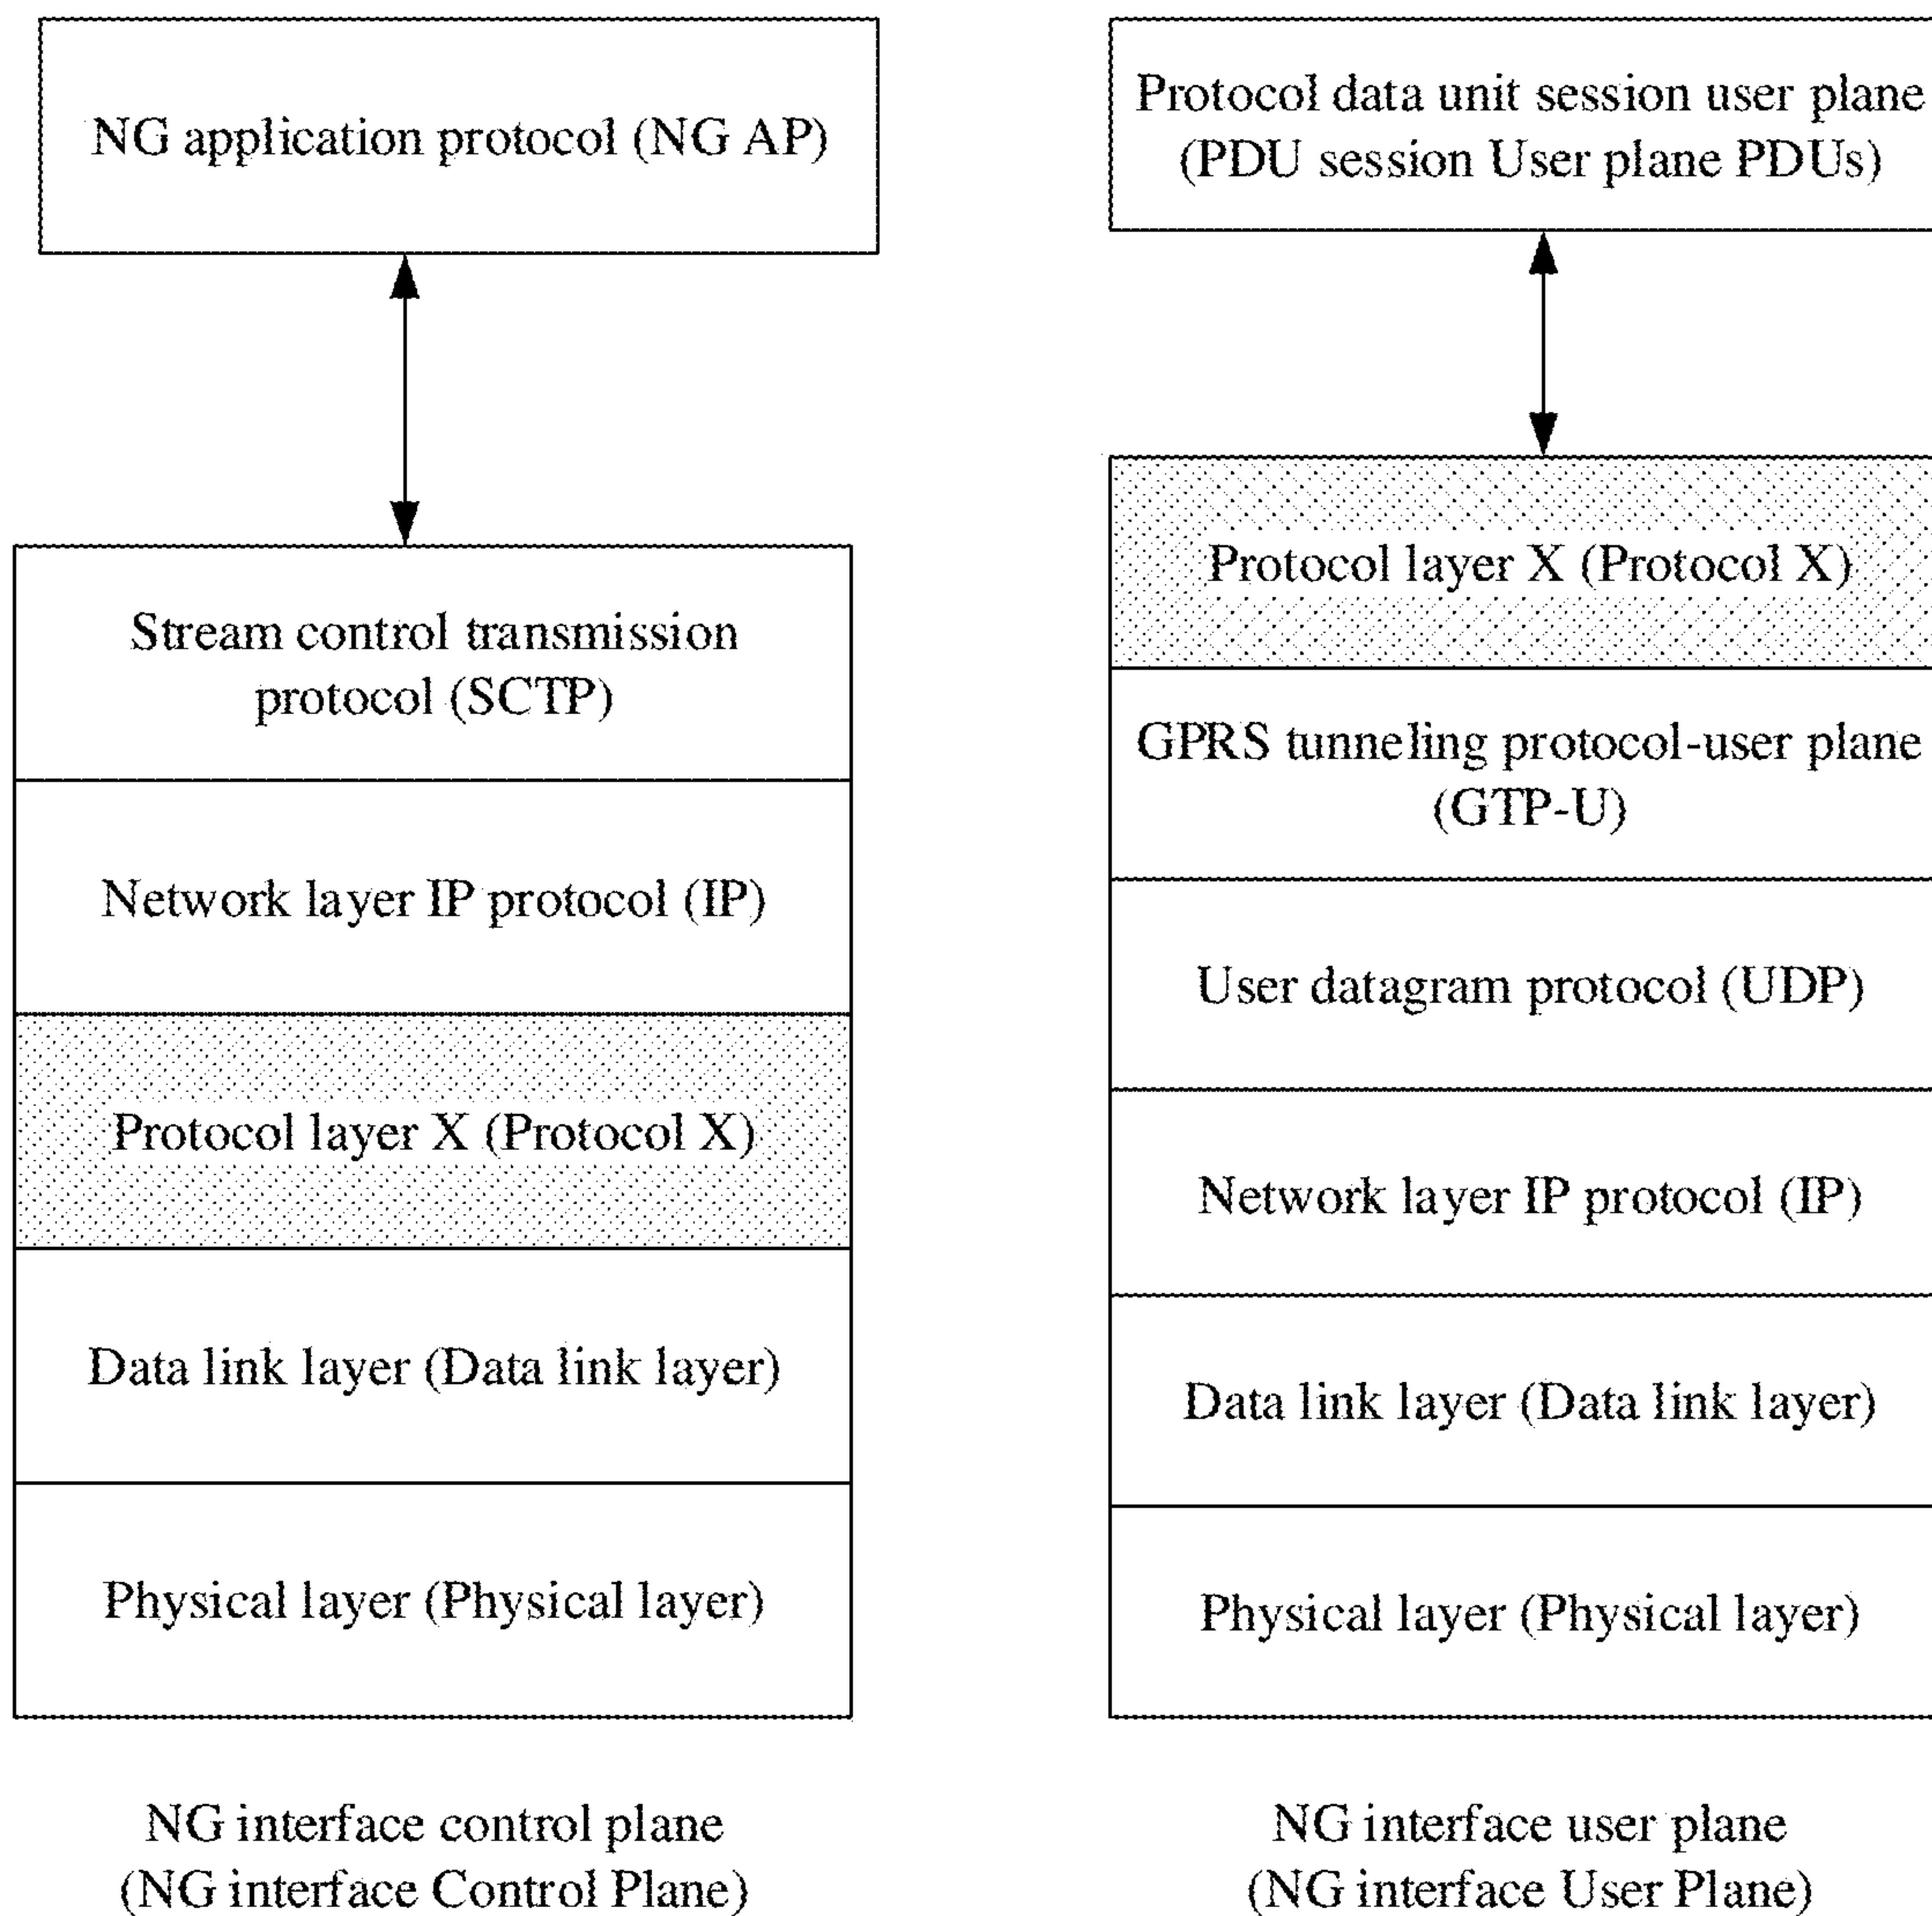 NG application protocol (NG AP)
Stream control transmission
protocol (SCTP)
Network layer IP protocol (IP)
Protocol layer X (Protocol X)
Data link layer (Data link layer)
Physical layer (Physical layer)
NG interface control plane
(NG interface Control Plane)
Protocol data unit session user plane
(PDU session User plane PDUs)
Protocol layer X (Protocol X)
GPRS tunneling protocol-user plane
(GTP-U)
User datagram protocol (UDP)
Network layer IP protocol (IP)
Data link layer (Data link layer)
Physical layer (Physical layer)
NG interface user plane
(NG interface User Plane)